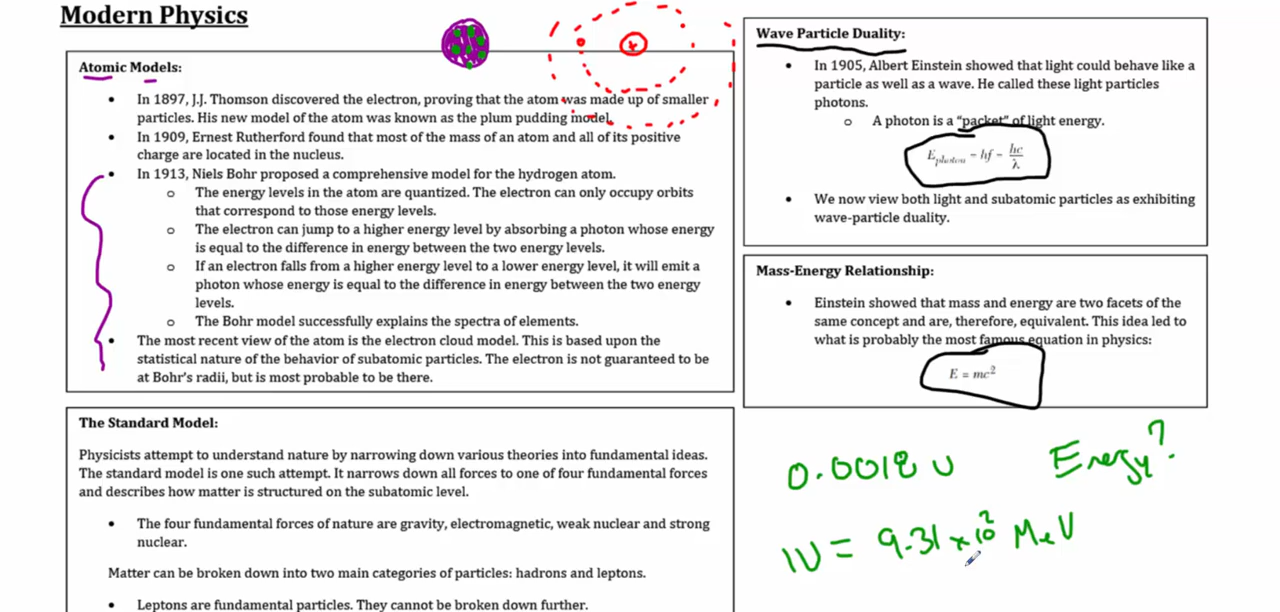 Modern Physics
Atomic Models:
• In 1897, J.J. Thomson discovered the electron, proving that the atom was made up of smaller
particles. His new model of the atom was known as the plum pudding model.
• In 1909, Ernest Rutherford found that most of the mass of an atom and all of its positive
charge are located in the nucleus.
• In 1913, Niels Bohr proposed a comprehensive model for the hydrogen atom.
o The energy levels in the atom are quantized. The electron can only occupy orbits
that correspond to those energy levels.
o The electron can jump to a higher energy level by absorbing a photon whose energy
is equal to the difference in energy between the two energy levels.
o If an electron falls from a higher energy level to a lower energy level, it will emit a
photon whose energy is equal to the difference in energy between the two energy
levels.
o The Bohr model successfully explains the spectra of elements.
• The most recent view of the atom is the electron cloud model. This is based upon the
statistical nature of the behavior of subatomic particles. The electron is not guaranteed to be
at Bohr's radii, but is most probable to be there.
The Standard Model:
Physicists attempt to understand nature by narrowing down various theories into fundamental ideas.
The standard model is one such attempt. It narrows down all forces to one of four fundamental forces
and describes how matter is structured on the subatomic level.
• The four fundamental forces of nature are gravity, electromagnetic, weak nuclear and strong
nuclear.
Matter can be broken down into two main categories of particles: hadrons and leptons.
• Leptons are fundamental particles. They cannot be broken down further.
Wave Particle Duality:
• In 1905, Albert Einstein showed that light could behave like a
particle as well as a wave. He called these light particles
photons.
o A photon is a "packet" of light energy.
E_photon = hf = hc/λ
• We now view both light and subatomic particles as exhibiting
wave-particle duality.
Mass-Energy Relationship:
• Einstein showed that mass and energy are two facets of the
same concept and are, therefore, equivalent. This idea led to
what is probably the most famous equation in physics:
E = mc²
0.0018 u Energy?
1u = 9.31 × 10² MeV